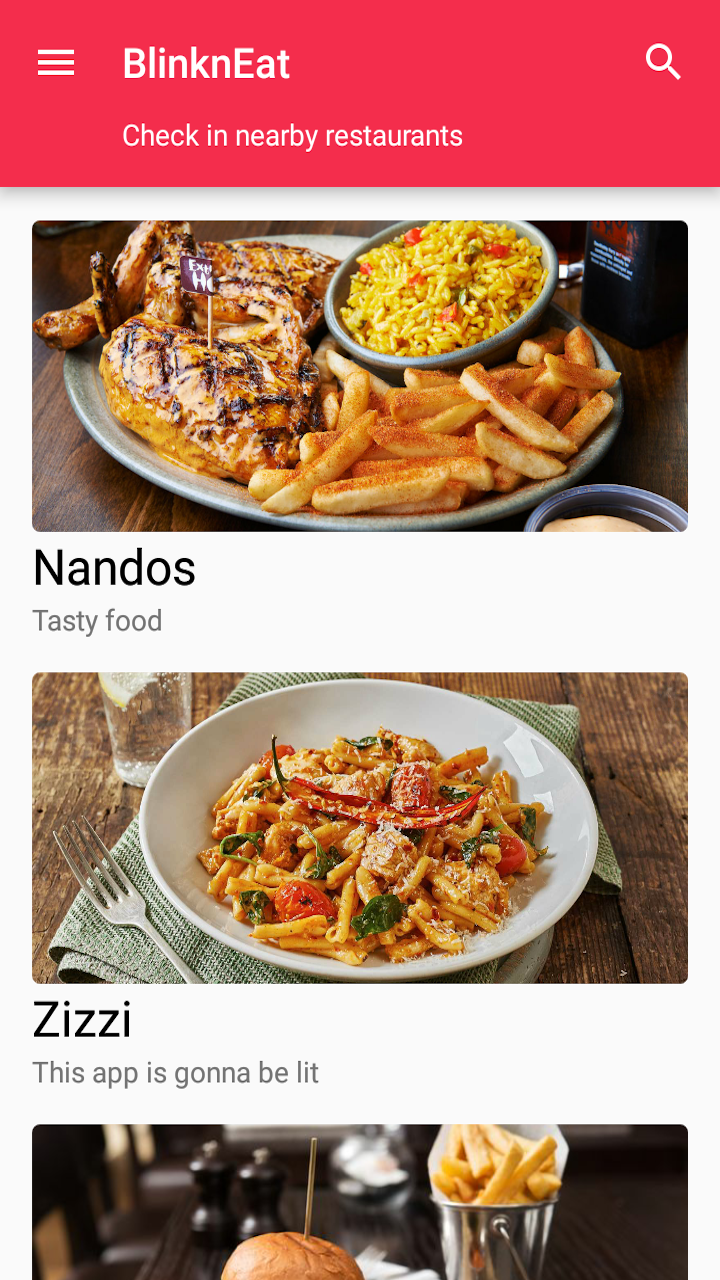 BlinknEat
Check in nearby restaurants
Nandos
Tasty food
Zizzi
This app is gonna be lit